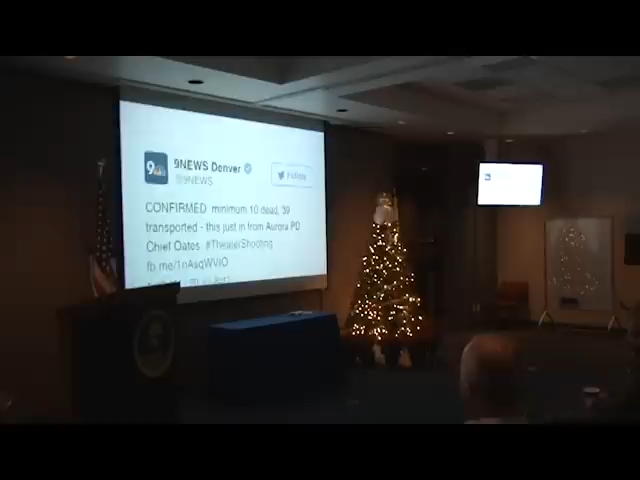 9
9NEWS Denver
@9NEWS
Follow
CONFIRMED minimum 10 dead, 39
transported - this just in from Aurora PD
Chief Oates. #TheaterShooting